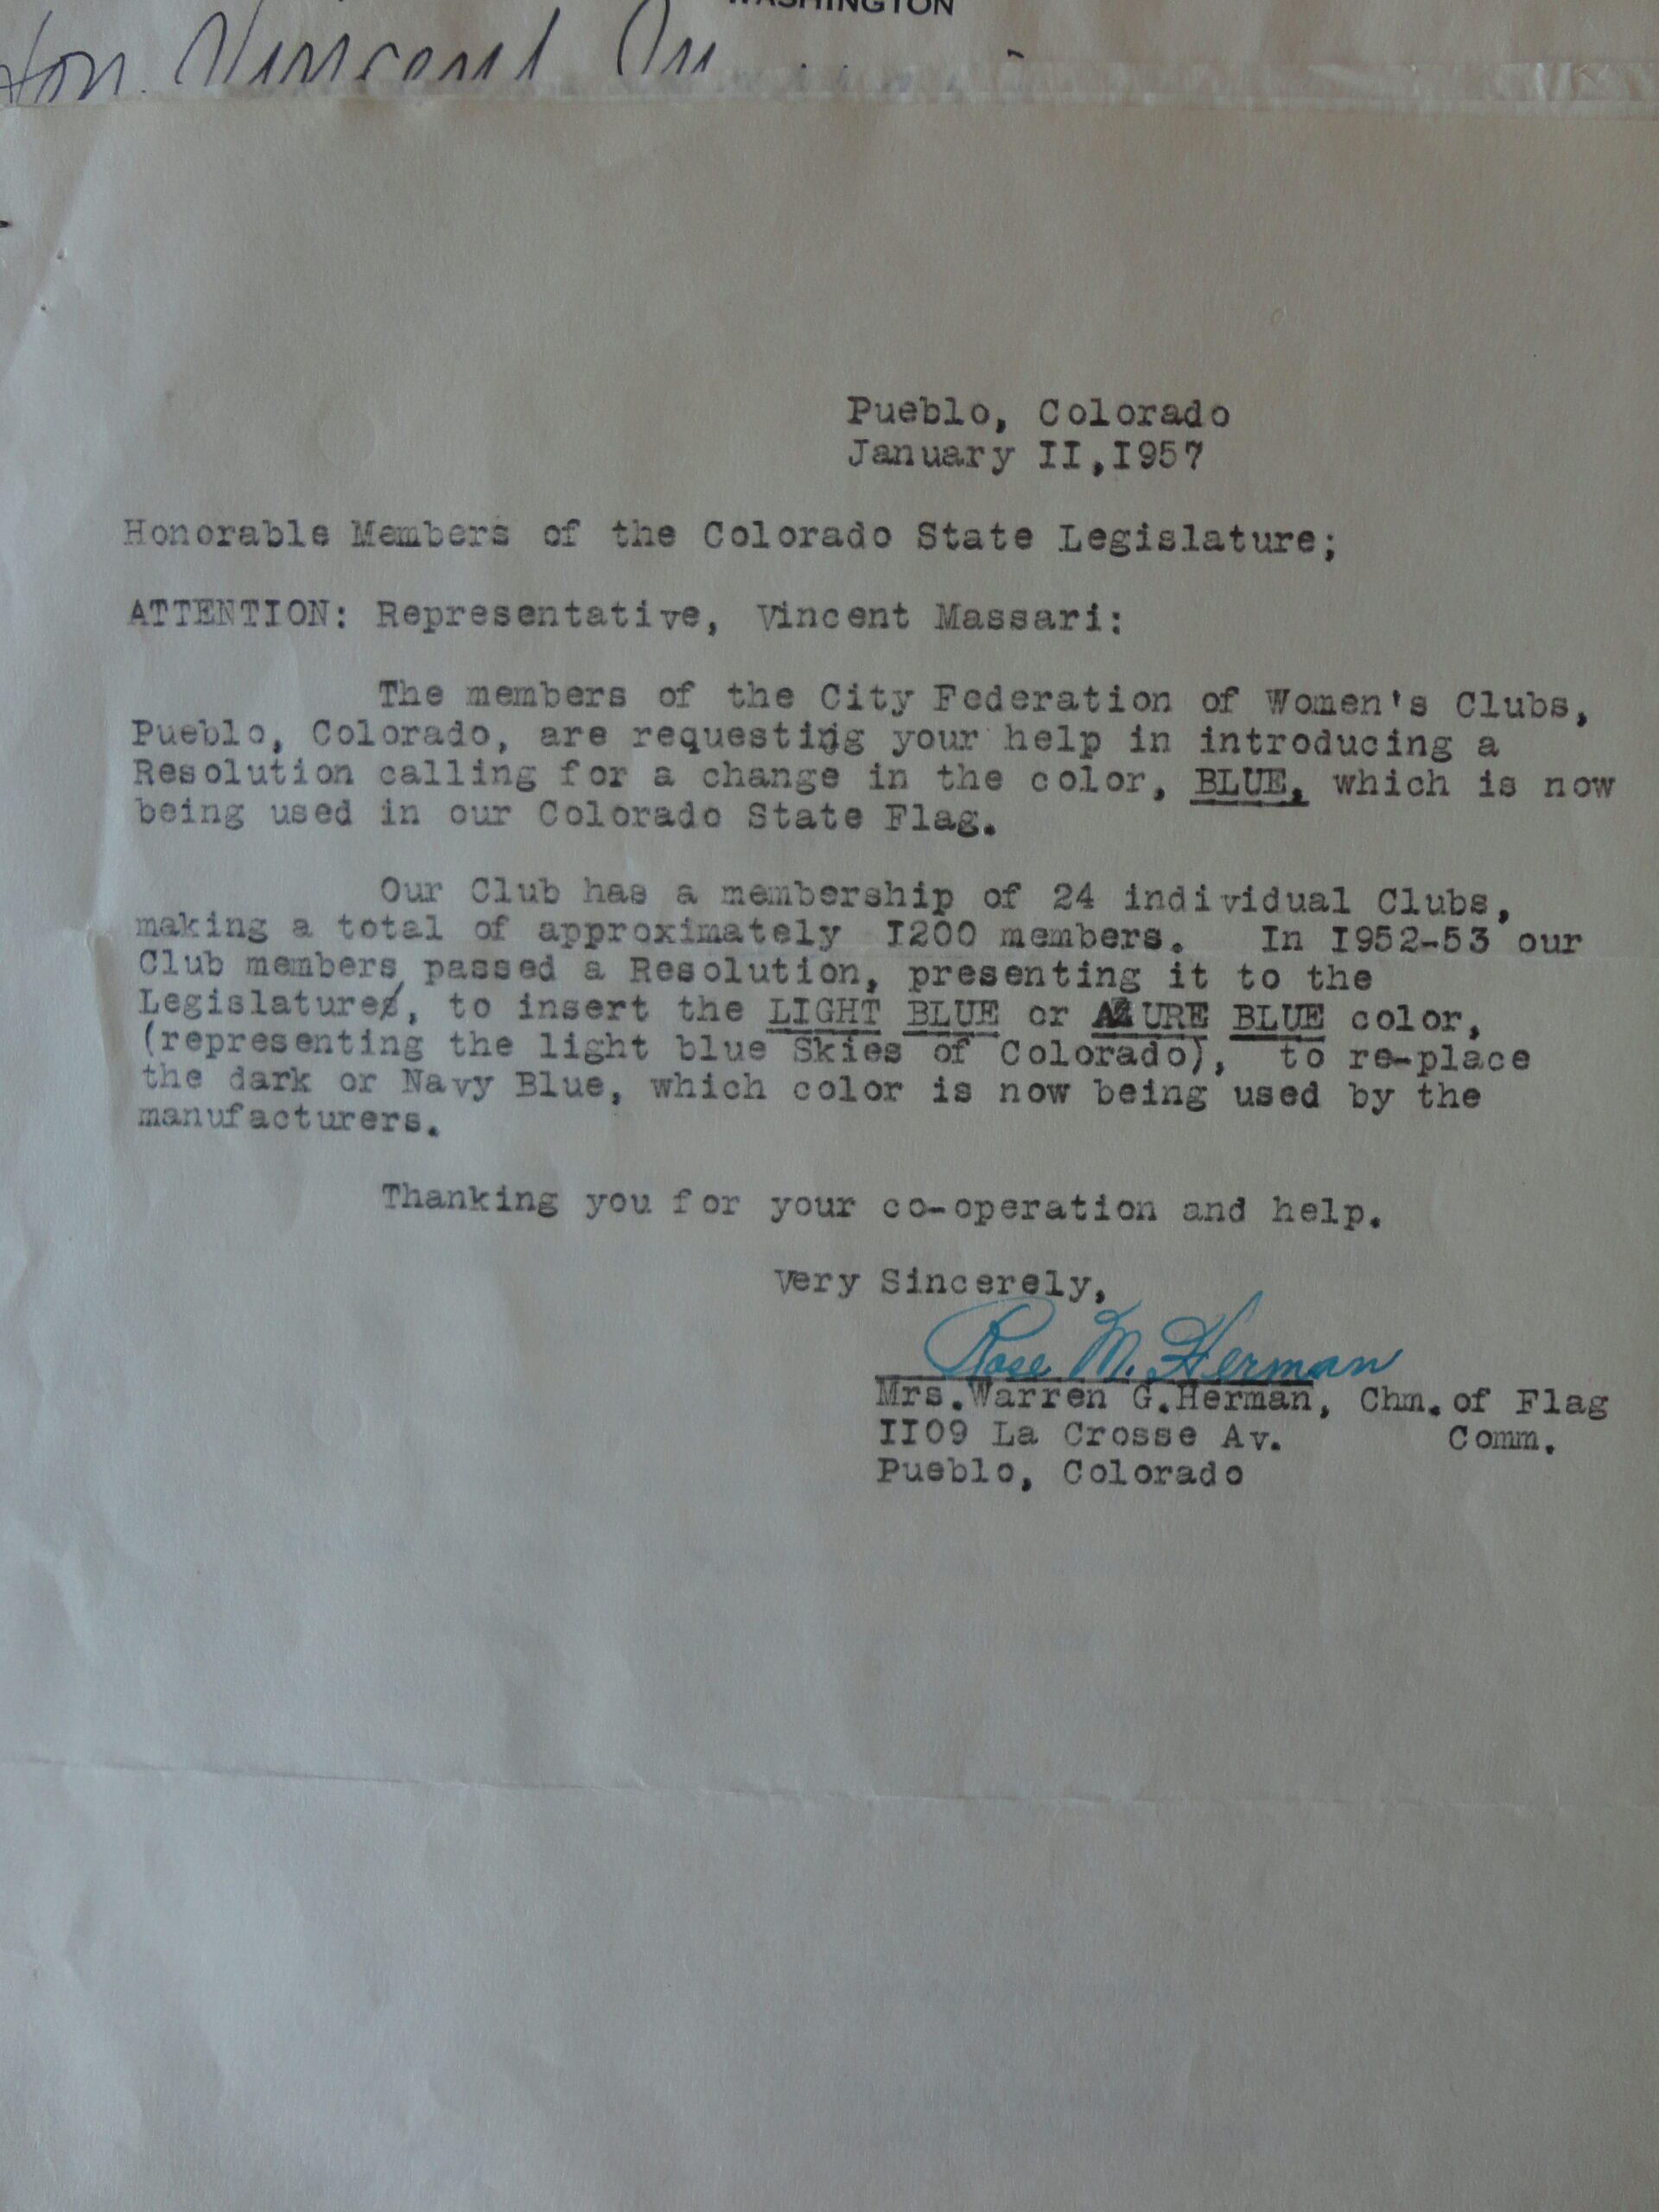 WASHINGTON
Hon. Vincent
Pueblo, Colorado
January II,I957
Honorable Members of the Colorado State Legislature;
ATTENTION: Representative, Vincent Massari:
The members of the City Federation of Women's Clubs,
Pueblo, Colorado, are requesting your help in introducing a
Resolution calling for a change in the color, BLUE, which is now
being used in our Colorado State Flag.
Our Club has a membership of 24 individual Clubs,
making a total of approximately I200 members. In I952-53 our
Club members passed a Resolution, presenting it to the
Legislature, to insert the LIGHT BLUE or AZURE BLUE color,
(representing the light blue Skies of Colorado), to re-place
the dark or Navy Blue, which color is now being used by the
manufacturers.
Thanking you for your co-operation and help.
Very Sincerely,
Rose M. Herman
Mrs.Warren G.Herman, Chm.of Flag
II09 La Crosse Av. Comm.
Pueblo, Colorado